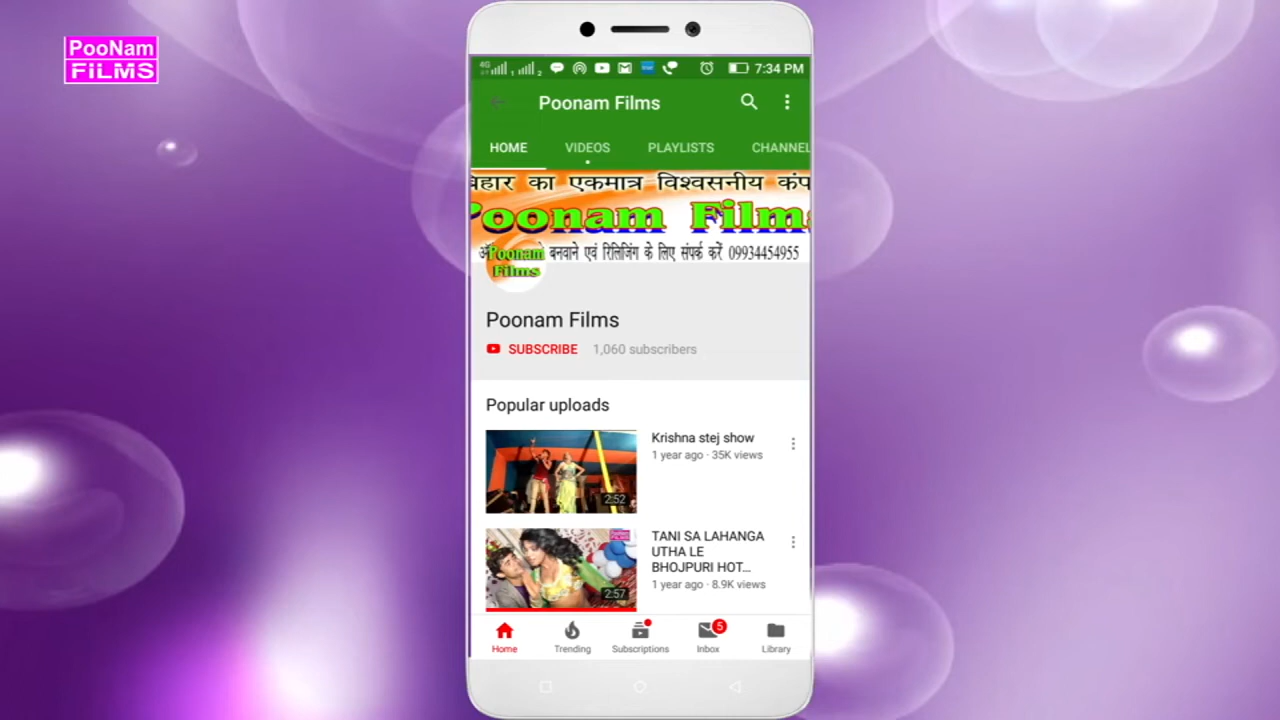 PooNam
FILMS
4G 1 2 7:34 PM
Poonam Films
HOME VIDEOS PLAYLISTS CHANNEL
बिहार का एकमात्र विश्वसनीय कंप
Poonam Films
बनवाने एवं रिलिजिंग के लिए संपर्क करें 09934454955
Poonam
Films
Poonam Films
SUBSCRIBE 1,060 subscribers
Popular uploads
Krishna stej show
1 year ago · 35K views
2:52
TANI SA LAHANGA
UTHA LE
BHOJPURI HOT...
1 year ago · 8.9K views
2:57
5
Home Trending Subscriptions Inbox Library